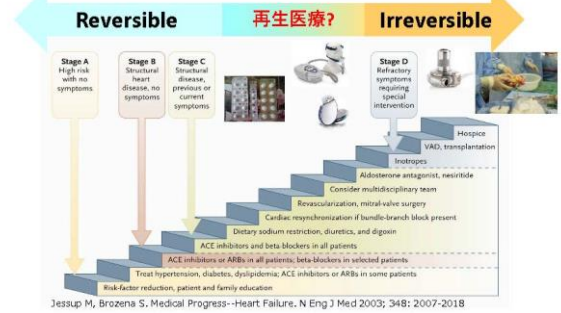 Reversible
再生医療?
Irreversible
Stage A
High risk
with no
symptoms
Stage B
Structural
heart
disease, no
symptoms
Stage C
Structural
disease,
previous or
current
symptoms
Stage D
Refractory
symptoms
requiring
special
intervention
Hospice
VAD, transplantation
Inotropes
Aldosterone antagonist, nesiritide
Consider multidisciplinary team
Revascularization, mitral-valve surgery
Cardiac resynchronization if bundle-branch block present
Dietary sodium restriction, diuretics, and digoxin
ACE inhibitors and beta-blockers in all patients
ACE inhibitors or ARBs in all patients; beta-blockers in selected patients
Treat hypertension, diabetes, dyslipidemia; ACE inhibitors or ARBs in some patients
Risk-factor reduction, patient and family education
Jessup M, Brozena S. Medical Progress--Heart Failure. N Eng J Med 2003; 348: 2007-2018